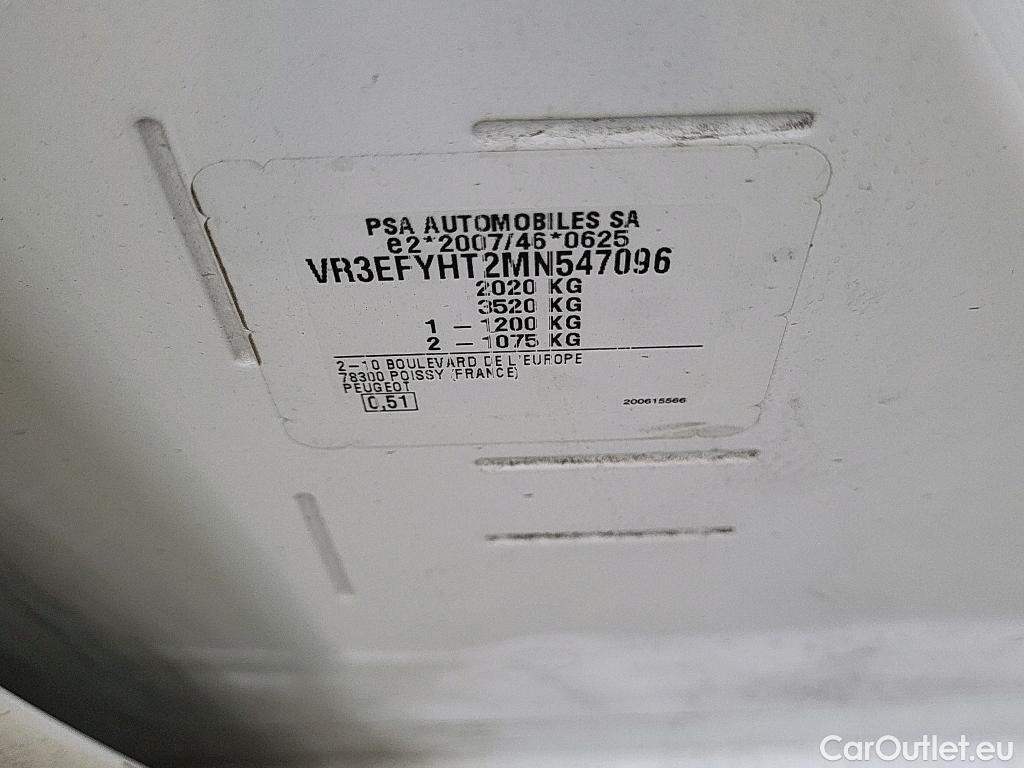 PSA AUTOMOBILES SA
e2*2007/46*0625
VR3EFYHT2MN547096
2020 KG
3520 KG
1 - 1200 KG
2 - 1075 KG
2-10 BOULEVARD DE L'EUROPE
78300 POISSY (FRANCE)
PEUGEOT
0,51
200615566
CarOutlet.eu